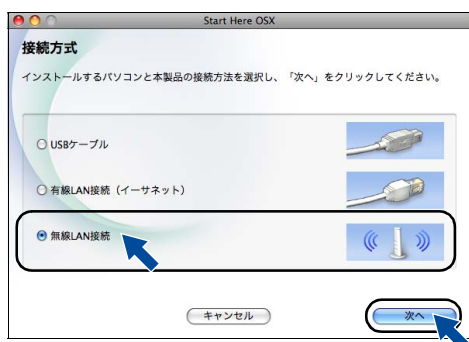 Start Here OSX
接続方式
インストールするパソコンと本製品の接続方法を選択し、「次へ」をクリックしてください。
USBケーブル
有線LAN接続（イーサネット）
無線LAN接続
キャンセル
次へ